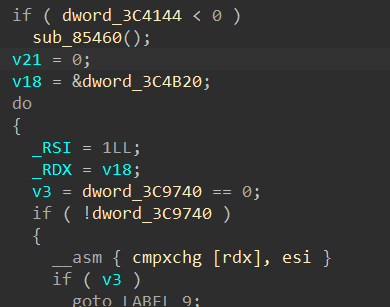 if ( dword_3C4144 < 0 )
sub_85460();
v21 = 0;
v18 = &dword_3C4B20;
do
{
_RSI = 1LL;
_RDX = v18;
v3 = dword_3C9740 == 0;
if ( !dword_3C9740 )
{
__asm { cmpxchg [rdx], esi }
if ( v3 )
goto LABEL_9;